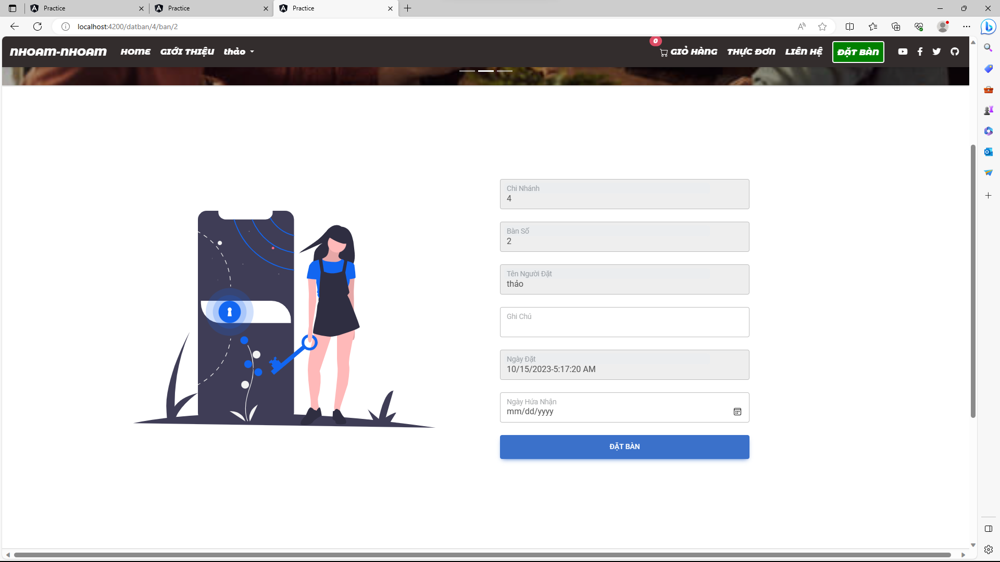 Practice
Practice
Practice
localhost:4200/datban/4/ban/2
NHOAM-NHOAM HOME GIỚI THIỆU thảo 0 GIỎ HÀNG THỰC ĐƠN LIÊN HỆ ĐẶT BÀN
Chi Nhánh
4
Bàn Số
2
Tên Người Đặt
thảo
Ghi Chú
Ngày Đặt
10/15/2023-5:17:20 AM
Ngày Hứa Nhận
mm/dd/yyyy
ĐẶT BÀN